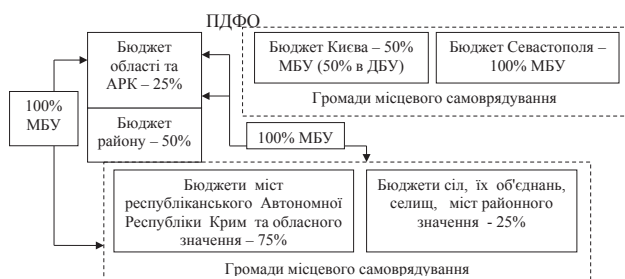 ПДФО
Бюджет
області та
АРК – 25%
Бюджет
району – 50%
100%
МБУ
Бюджет Києва – 50%
МБУ (50% в ДБУ)
Бюджет Севастополя –
100% МБУ
Громади місцевого самоврядування
100% МБУ
Бюджети міст
республіканського Автономної
Республіки Крим та обласного
значення – 75%
Бюджети сіл, їх об'єднань,
селищ, міст районного
значення - 25%
Громади місцевого самоврядування